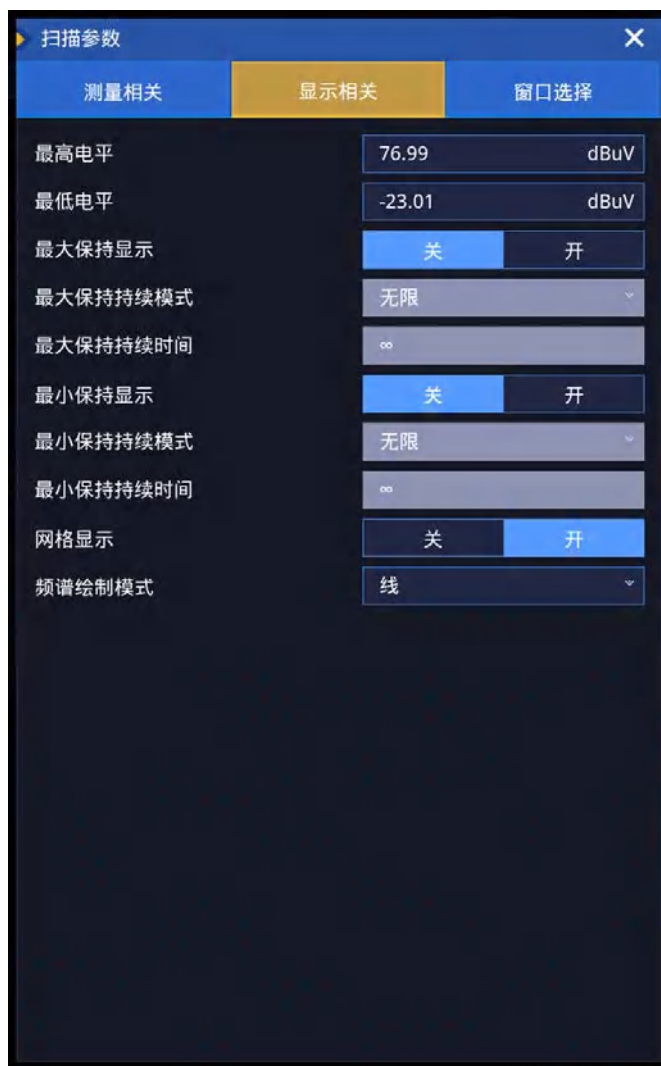 扫描参数
测量相关 显示相关 窗口选择
最高电平 76.99 dBuV
最低电平 -23.01 dBuV
最大保持显示 关 开
最大保持持续模式 无限
最大保持持续时间 ∞
最小保持显示 关 开
最小保持持续模式 无限
最小保持持续时间 ∞
网格显示 关 开
频谱绘制模式 线